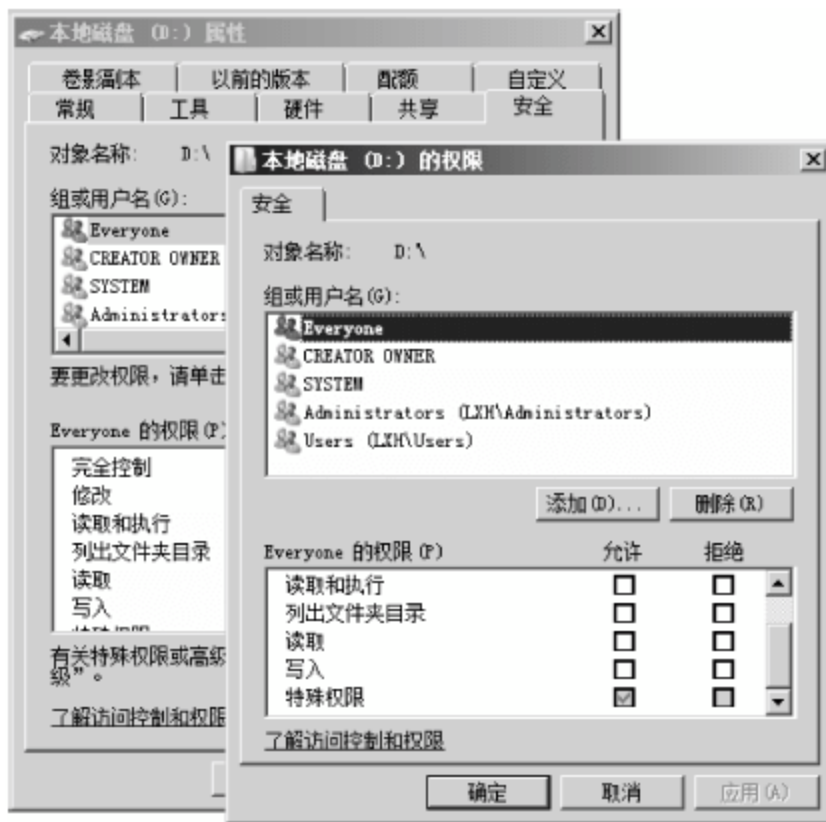 本地磁盘 (D:) 属性
卷影副本 以前的版本 配额 自定义
常规 工具 硬件 共享 安全
对象名称: D:\
组或用户名(G):
Everyone
CREATOR OWNER
SYSTEM
Administrators
要更改权限，请单击
Everyone 的权限(P)
完全控制
修改
读取和执行
列出文件夹目录
读取
写入
有关特殊权限或高级
级”。
了解访问控制和权限
本地磁盘 (D:) 的权限
安全
对象名称: D:\
组或用户名(G):
Everyone
CREATOR OWNER
SYSTEM
Administrators (LXH\Administrators)
Users (LXH\Users)
添加(D)... 删除(R)
Everyone 的权限(P) 允许 拒绝
读取和执行
列出文件夹目录
读取
写入
特殊权限
了解访问控制和权限
确定 取消 应用(A)